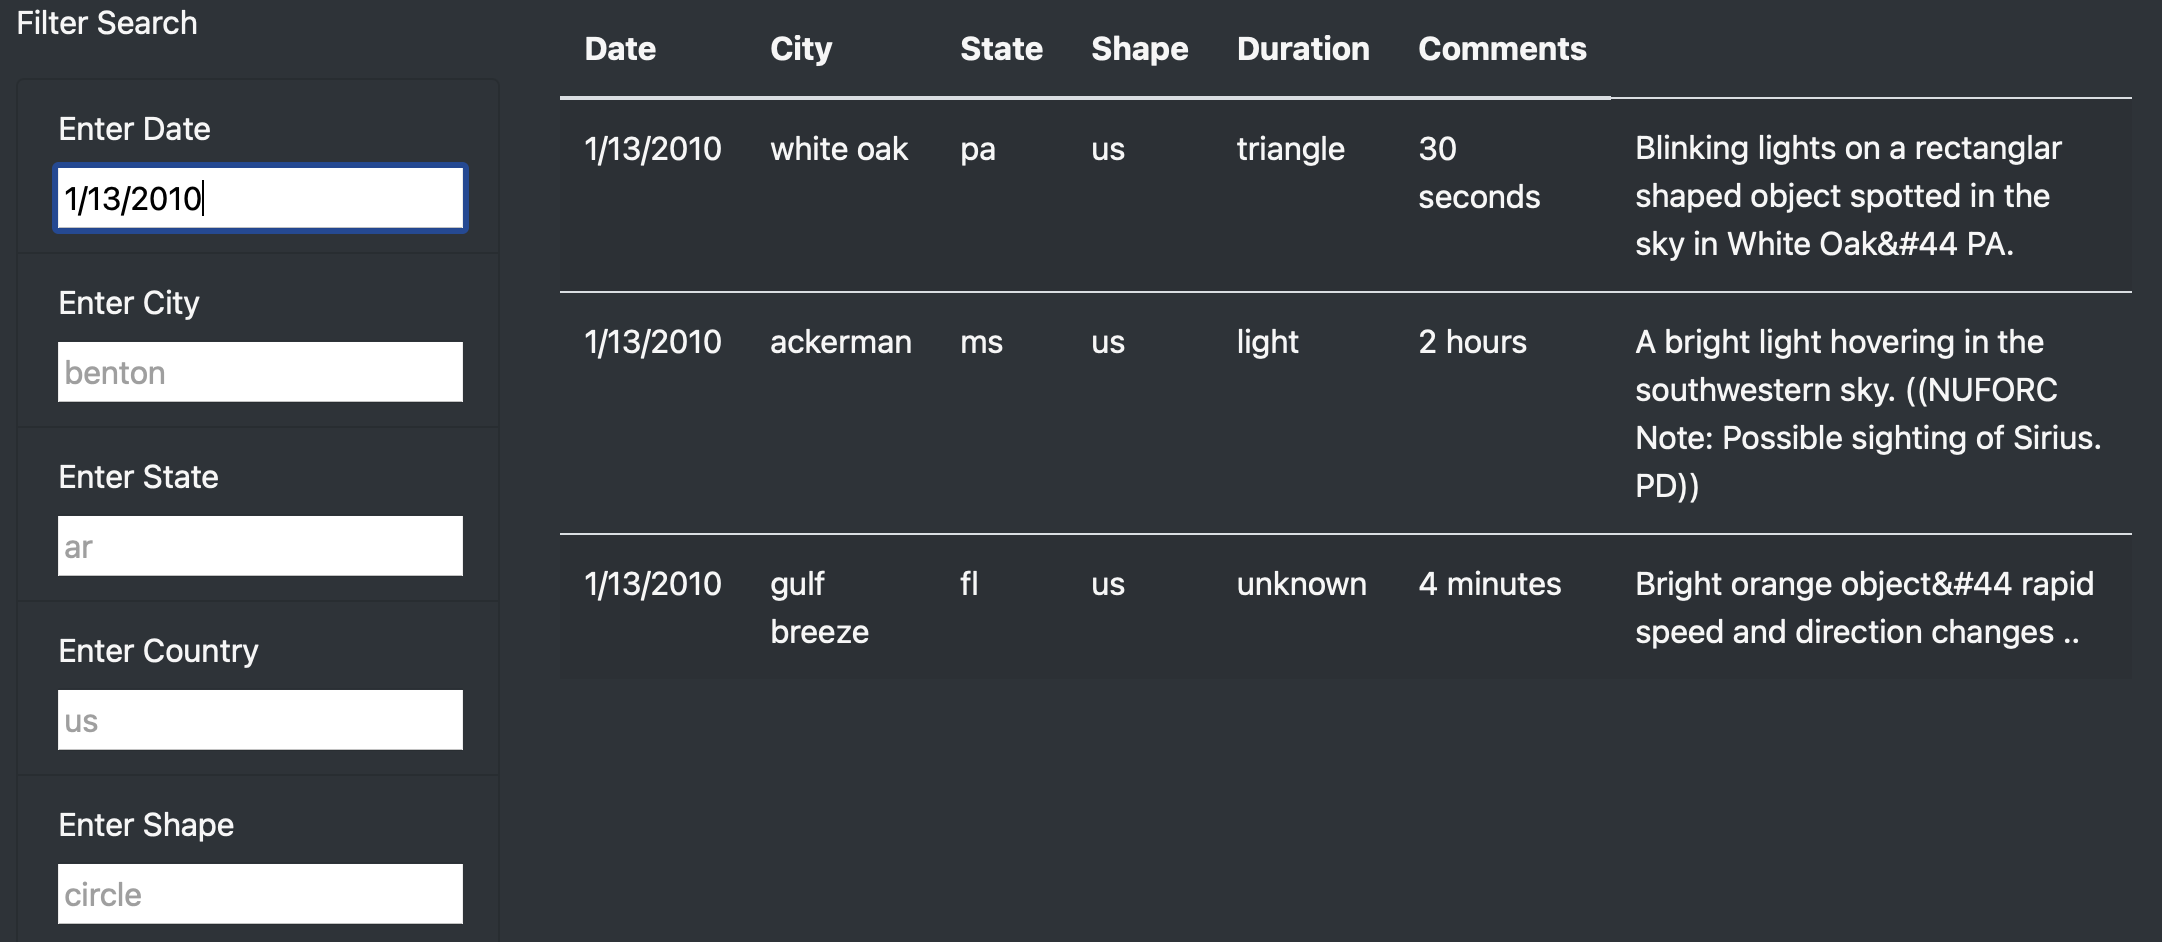 Filter Search
Enter Date
1/13/2010
Enter City
benton
Enter State
ar
Enter Country
us
Enter Shape
circle
Date City State Shape Duration Comments
1/13/2010 white oak pa us triangle 30 seconds Blinking lights on a rectanglar
shaped object spotted in the
sky in White Oak&#44 PA.
1/13/2010 ackerman ms us light 2 hours A bright light hovering in the
southwestern sky. ((NUFORC
Note: Possible sighting of Sirius.
PD))
1/13/2010 gulf breeze fl us unknown 4 minutes Bright orange object&#44 rapid
speed and direction changes ..